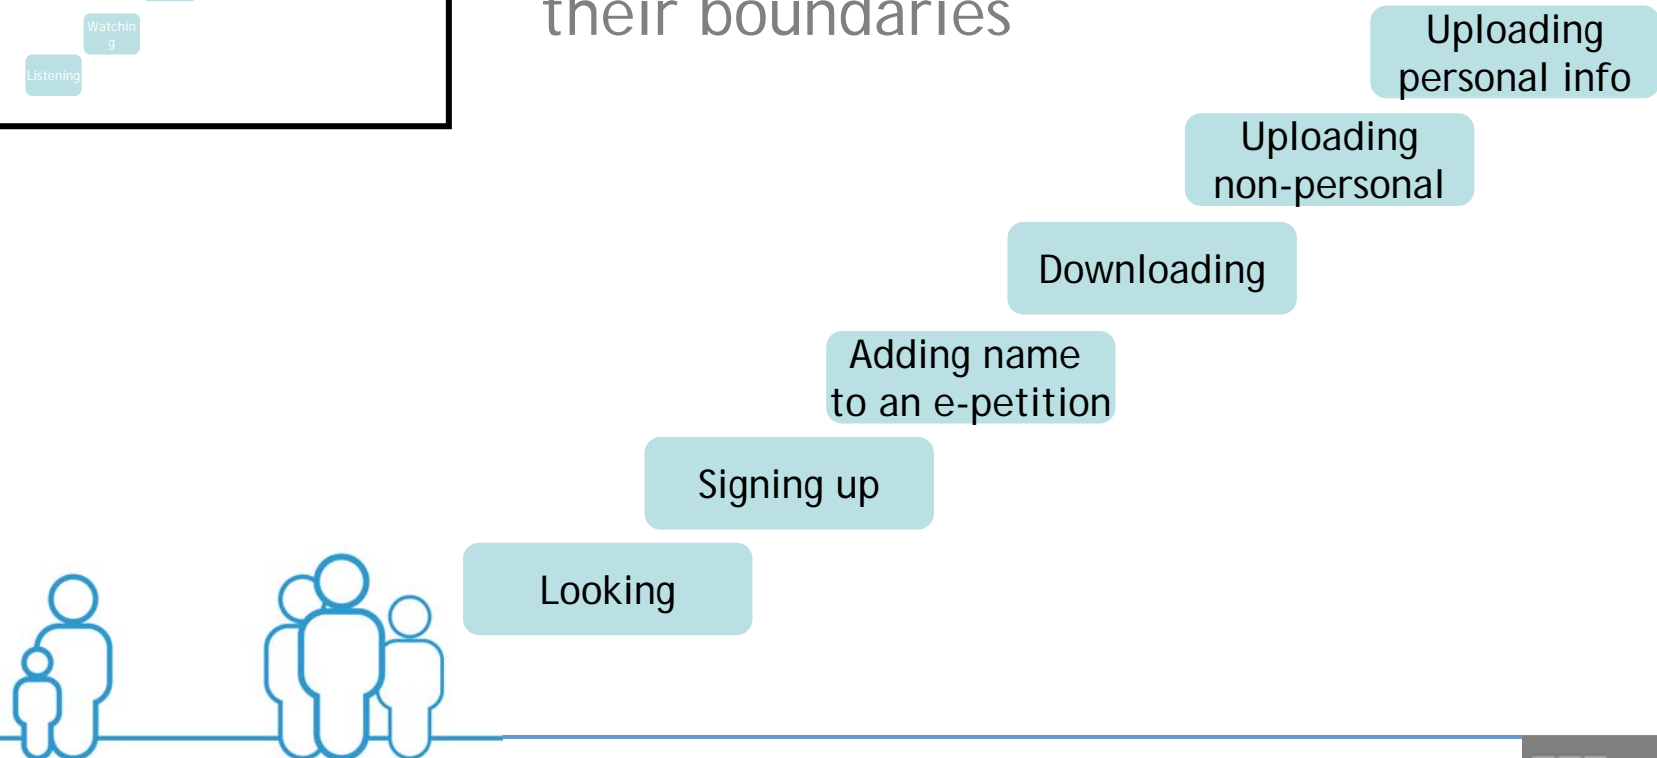 their boundaries
Watchin
g
Listening
Uploading
personal info
Uploading
non-personal
Downloading
Adding name
to an e-petition
Signing up
Looking